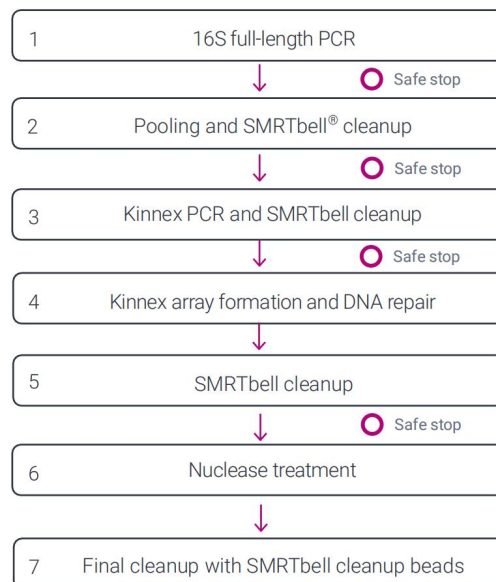 1 16S full-length PCR
Safe stop
2 Pooling and SMRTbell® cleanup
Safe stop
3 Kinnex PCR and SMRTbell cleanup
Safe stop
4 Kinnex array formation and DNA repair
5 SMRTbell cleanup
Safe stop
6 Nuclease treatment
7 Final cleanup with SMRTbell cleanup beads